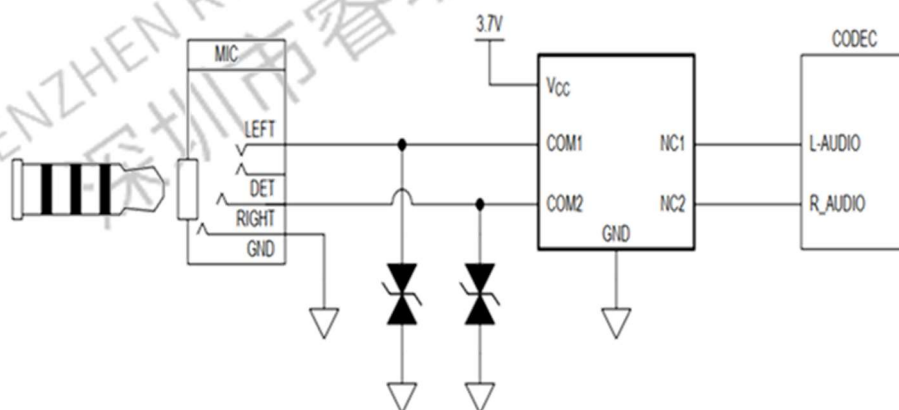 ENZHEN R
深圳市睿
MIC
LEFT
DET
RIGHT
GND
3.7V
VCC
COM1
COM2
NC1
NC2
GND
CODEC
L-AUDIO
R_AUDIO